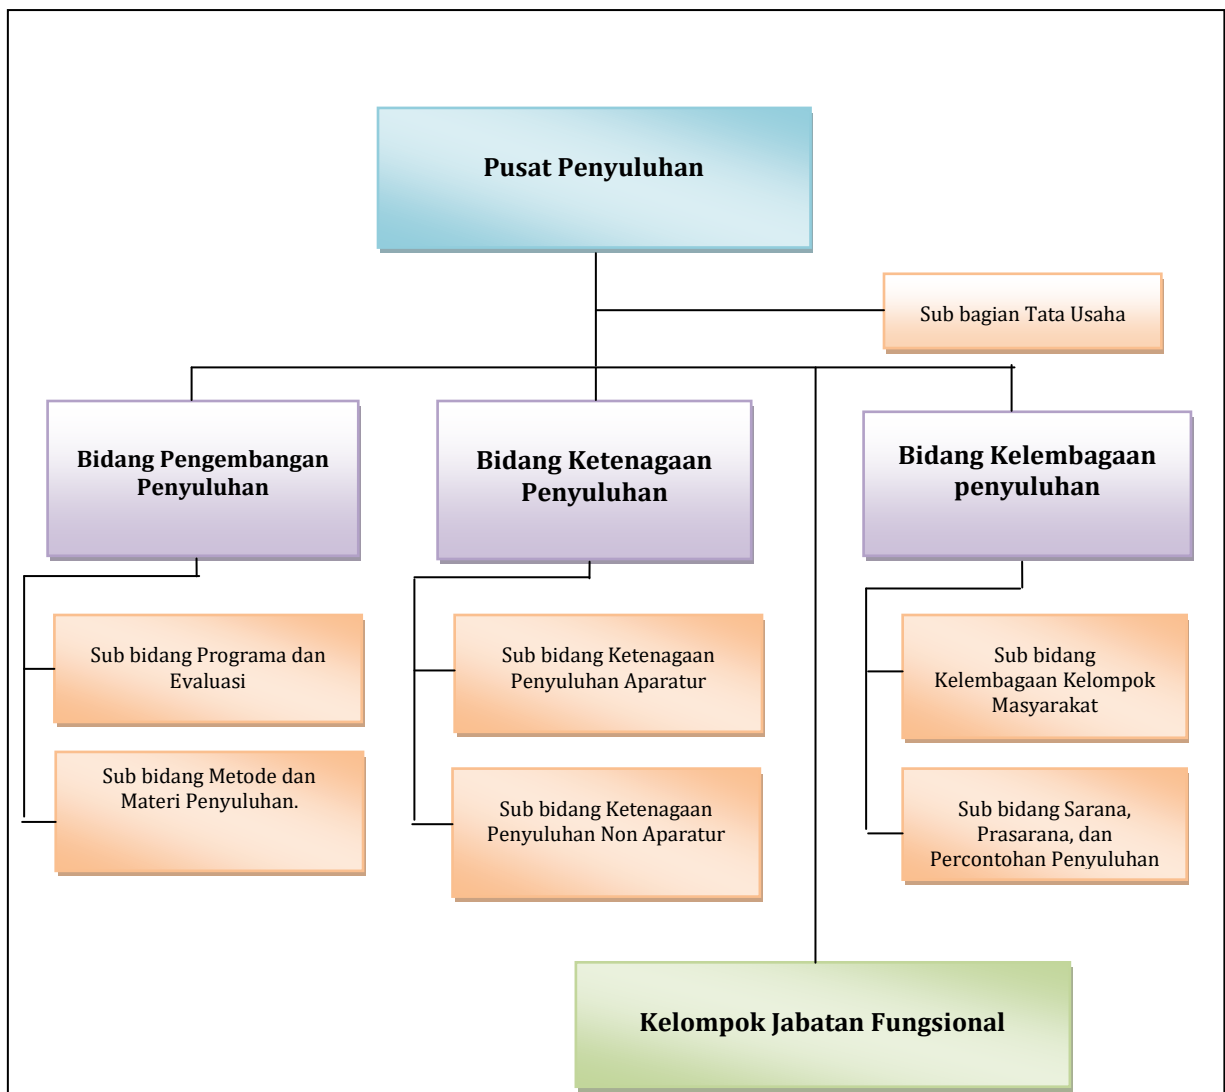 Pusat Penyuluhan
Sub bagian Tata Usaha
Bidang Pengembangan
Penyuluhan
Bidang Ketenagaan
Penyuluhan
Bidang Kelembagaan
penyuluhan
Sub bidang Programa dan
Evaluasi
Sub bidang Metode dan
Materi Penyuluhan.
Sub bidang Ketenagaan
Penyuluhan Aparatur
Sub bidang Ketenagaan
Penyuluhan Non Aparatur
Sub bidang
Kelembagaan Kelompok
Masyarakat
Sub bidang Sarana,
Prasarana, dan
Percontohan Penyuluhan
Kelompok Jabatan Fungsional